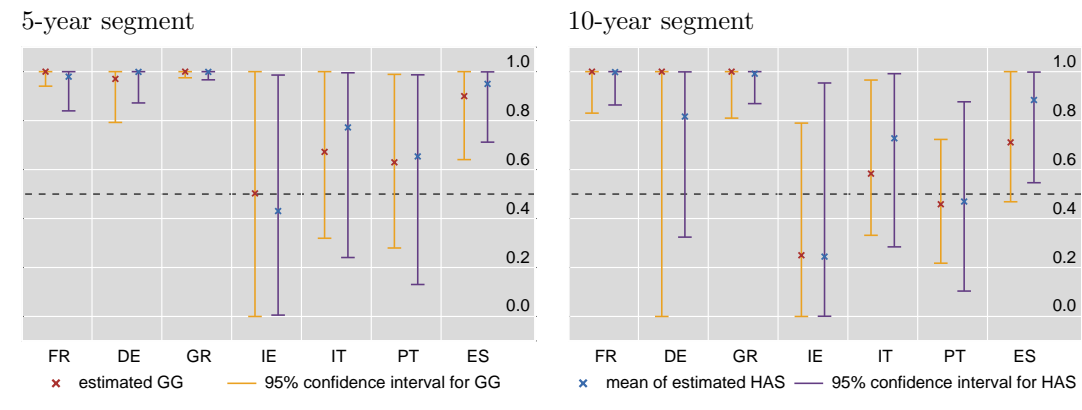 5-year segment
10-year segment
1.0
0.8
0.6
0.4
0.2
0.0
FR DE GR IE IT PT ES
1.0
0.8
0.6
0.4
0.2
0.0
FR DE GR IE IT PT ES
estimated GG 95% confidence interval for GG mean of estimated HAS 95% confidence interval for HAS